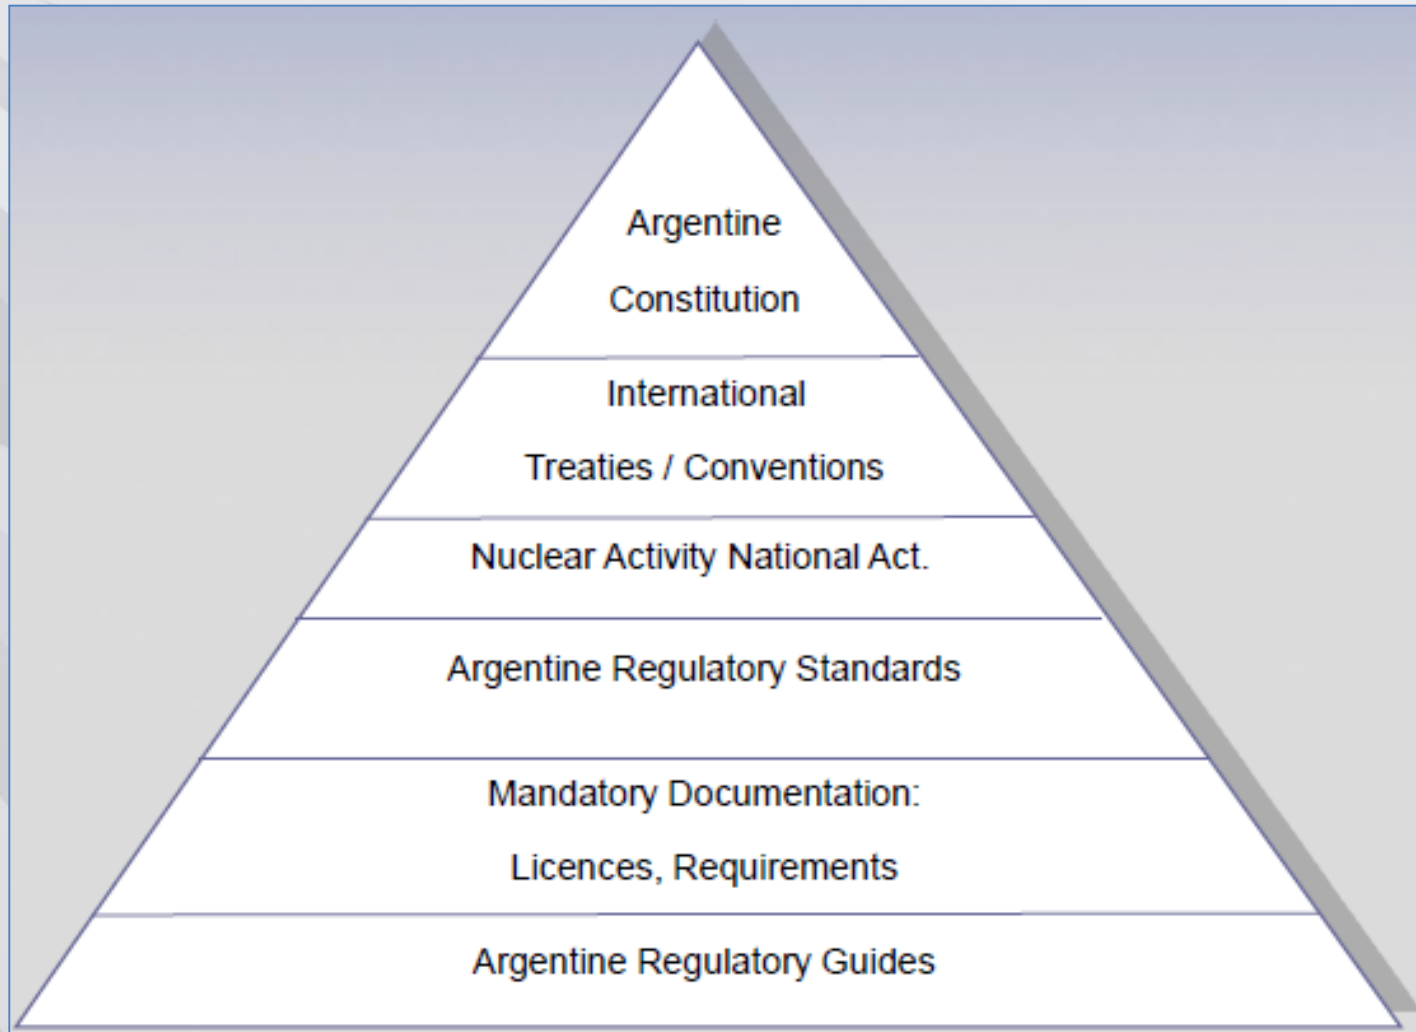 Argentine
Constitution
International
Treaties / Conventions
Nuclear Activity National Act.
Argentine Regulatory Standards
Mandatory Documentation:
Licences, Requirements
Argentine Regulatory Guides